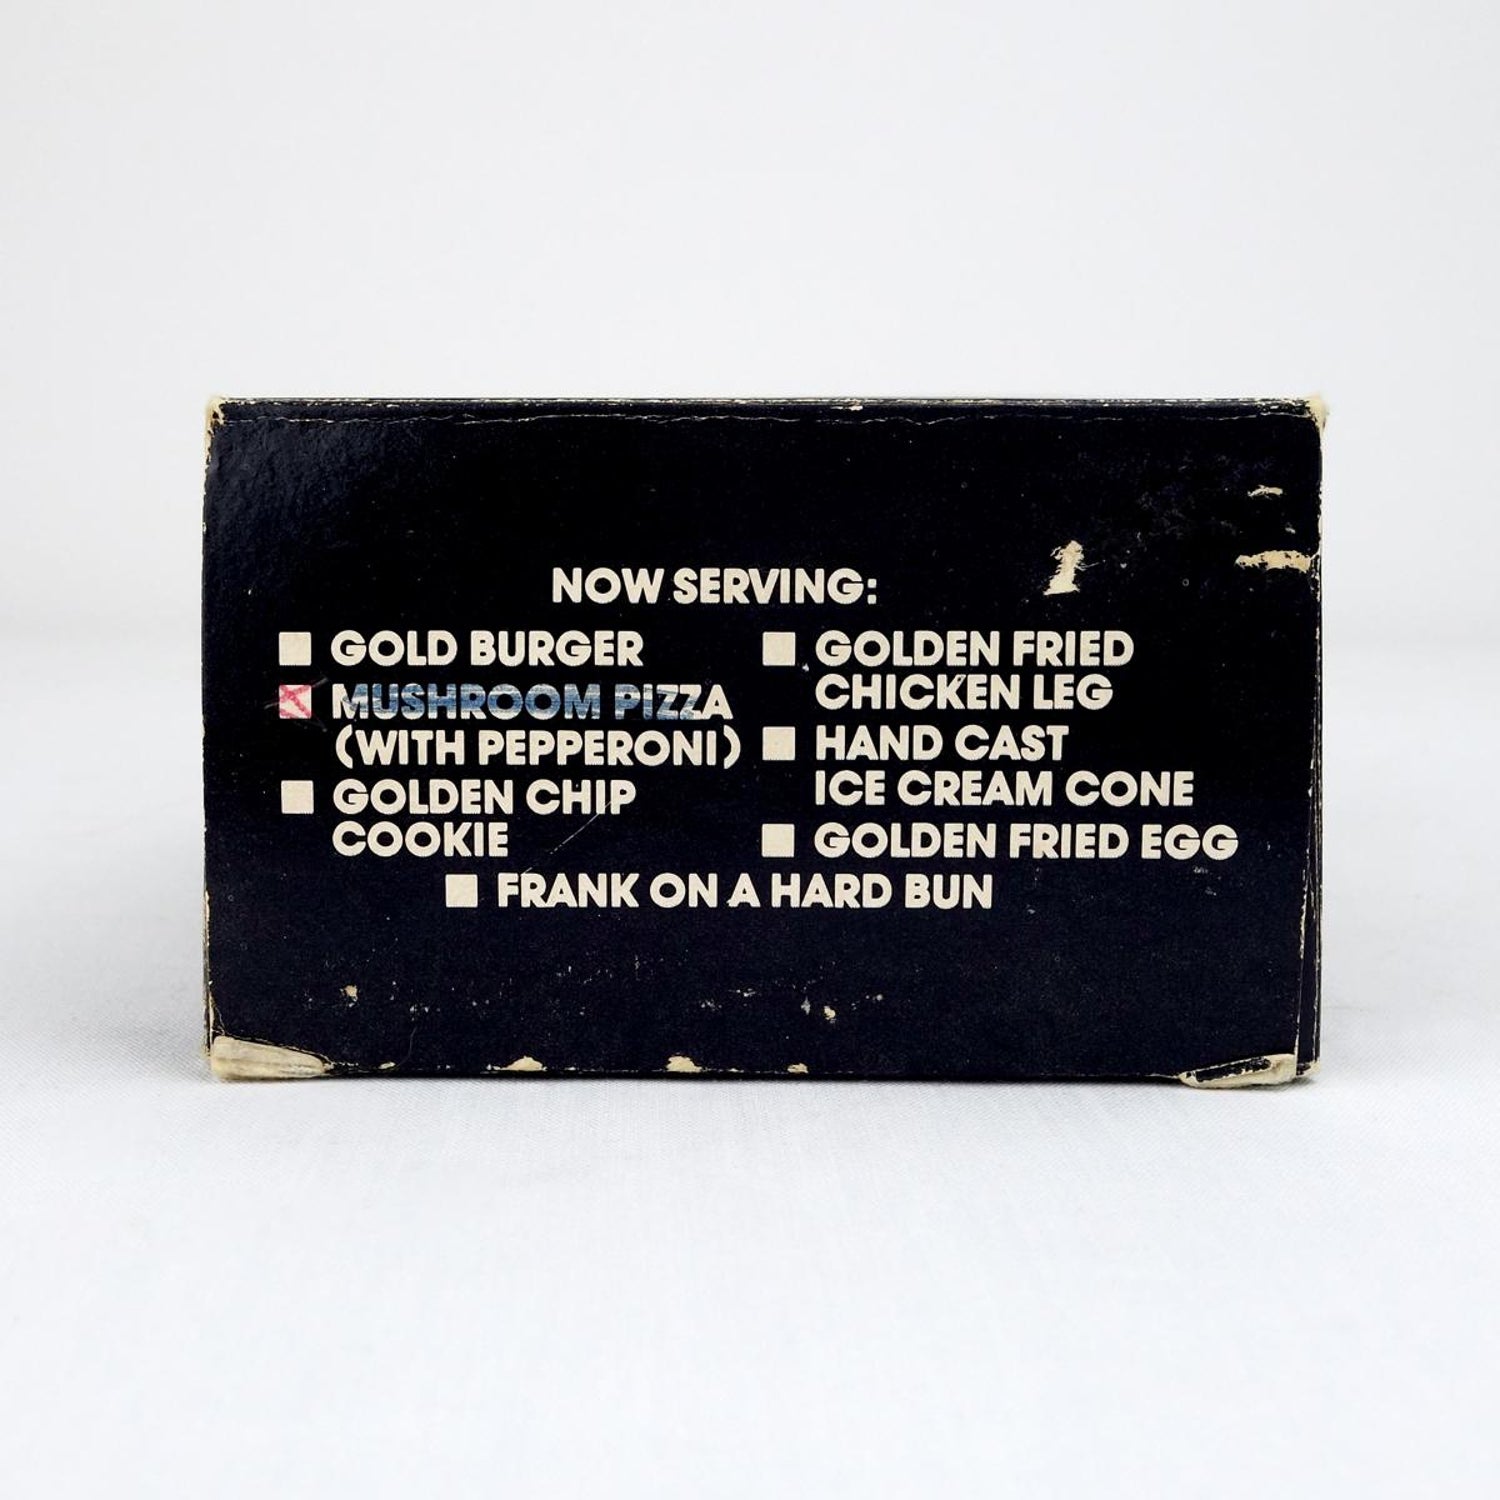 NOW SERVING:
GOLD BURGER
MUSHROOM PIZZA
(WITH PEPPERONI)
GOLDEN CHIP
COOKIE
GOLDEN FRIED
CHICKEN LEG
HAND CAST
ICE CREAM CONE
GOLDEN FRIED EGG
FRANK ON A HARD BUN